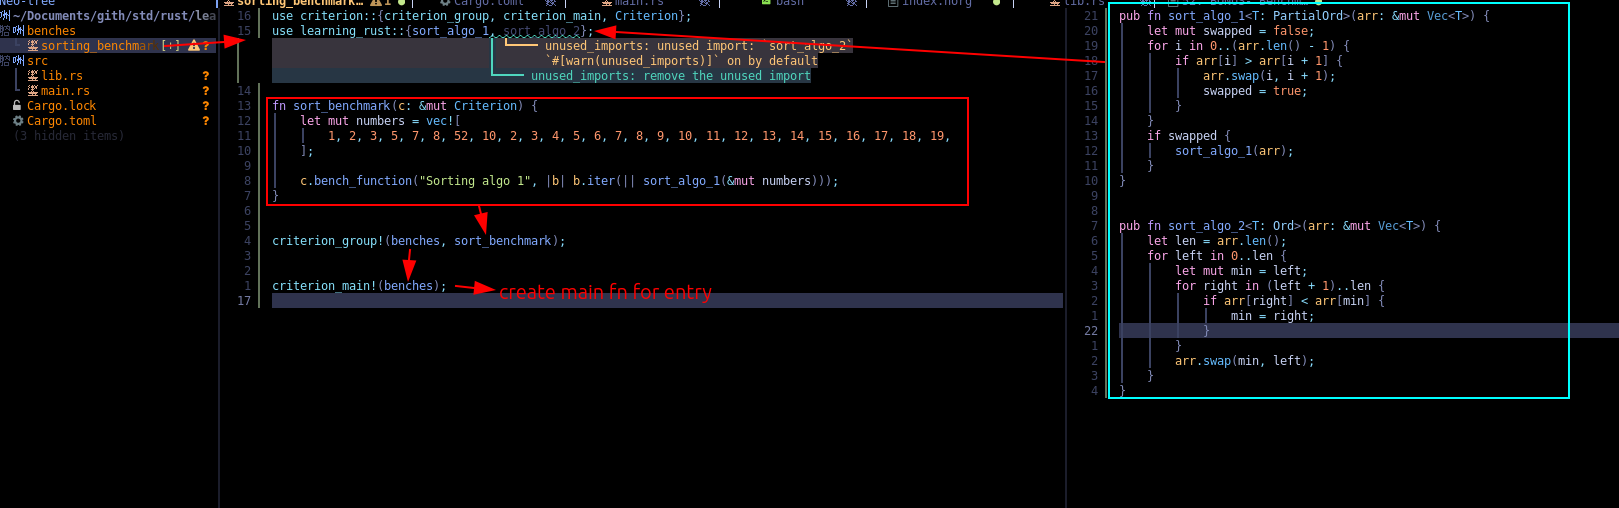 Neo-tree
~/Documents/gith/std/rust/lea
benches
sorting_benchmar [+] ?
src
lib.rs ?
main.rs ?
Cargo.lock ?
Cargo.toml ?
(3 hidden items)
sorting_benchmark... 1
Cargo.toml
main.rs
bash
index.norg
lib.rs
16 use criterion::{criterion_group, criterion_main, Criterion};
15 use learning_rust::{sort_algo_1, sort_algo_2};
unused_imports: unused import: `sort_algo_2`
`#[warn(unused_imports)]` on by default
unused_imports: remove the unused import
14
13 fn sort_benchmark(c: &mut Criterion) {
12 let mut numbers = vec![
11 1, 2, 3, 5, 7, 8, 52, 10, 2, 3, 4, 5, 6, 7, 8, 9, 10, 11, 12, 13, 14, 15, 16, 17, 18, 19,
10 ];
9
8 c.bench_function("Sorting algo 1", |b| b.iter(|| sort_algo_1(&mut numbers)));
7 }
6
5
4 criterion_group!(benches, sort_benchmark);
3
2
1 criterion_main!(benches);
create main fn for entry
17
21 pub fn sort_algo_1<T: PartialOrd>(arr: &mut Vec<T>) {
20 let mut swapped = false;
19 for i in 0..(arr.len() - 1) {
18 if arr[i] > arr[i + 1] {
17 arr.swap(i, i + 1);
16 swapped = true;
15 }
14 }
13 if swapped {
12 sort_algo_1(arr);
11 }
10 }
9
8
7 pub fn sort_algo_2<T: Ord>(arr: &mut Vec<T>) {
6 let len = arr.len();
5 for left in 0..len {
4 let mut min = left;
3 for right in (left + 1)..len {
2 if arr[right] < arr[min] {
1 min = right;
22 }
1 }
2 arr.swap(min, left);
3 }
4 }